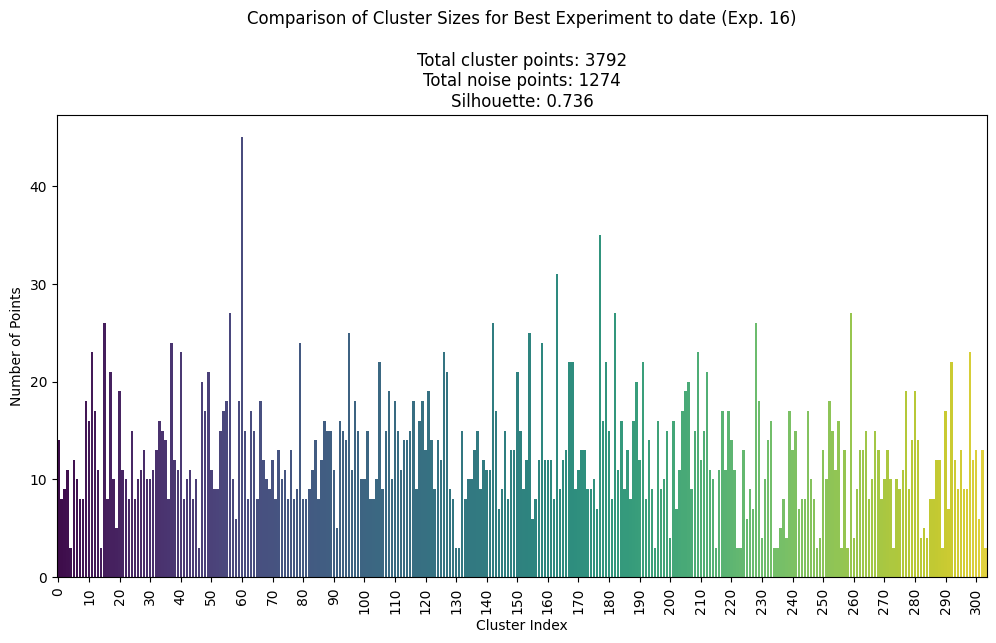 Comparison of Cluster Sizes for Best Experiment to date (Exp. 16)
Total cluster points: 3792
Total noise points: 1274
Silhouette: 0.736
Number of Points
40
30
20
10
0
0 10 20 30 40 50 60 70 80 90 100 110 120 130 140 150 160 170 180 190 200 210 220 230 240 250 260 270 280 290 300
Cluster Index